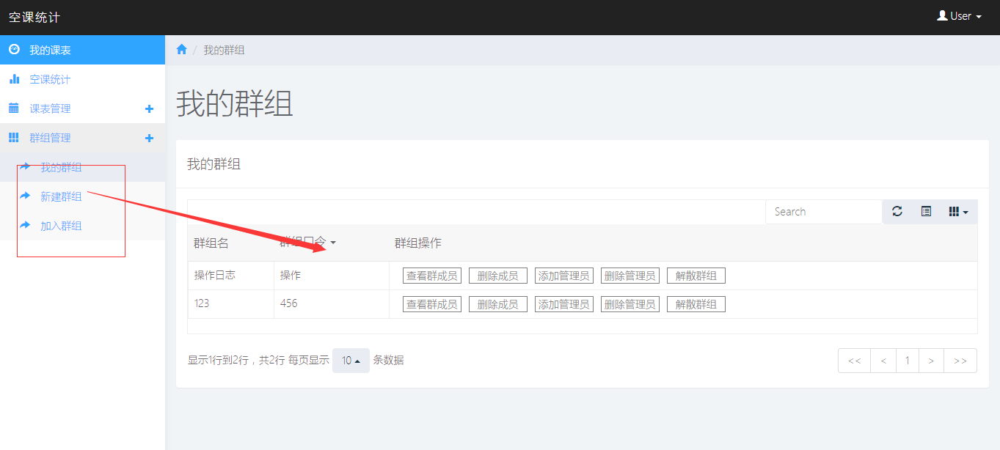 空课统计
User
我的课表
空课统计
课表管理
群组管理
我的群组
新建群组
加入群组
/ 我的群组
我的群组
我的群组
Search
群组名 群组口令 群组操作
操作日志 操作 查看群成员 删除成员 添加管理员 删除管理员 解散群组
123 456 查看群成员 删除成员 添加管理员 删除管理员 解散群组
显示1行到2行，共2行 每页显示 10 条数据
<< < 1 > >>